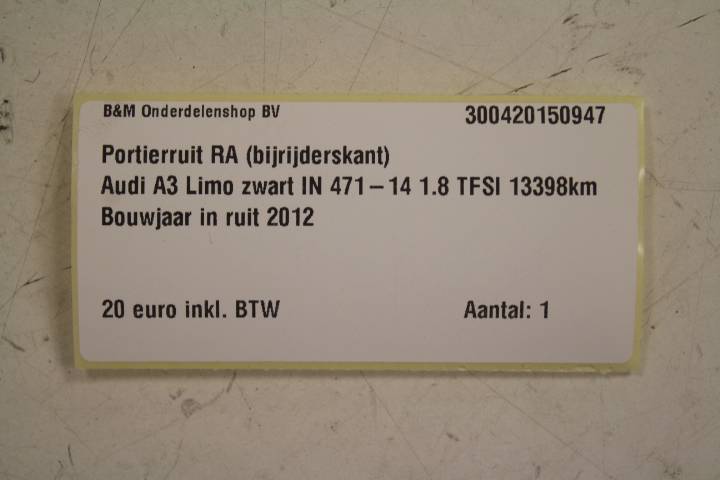 B&M Onderdelenshop BV 300420150947
Portierruit RA (bijrijderskant)
Audi A3 Limo zwart IN 471-14 1.8 TFSI 13398km
Bouwjaar in ruit 2012
20 euro inkl. BTW Aantal: 1